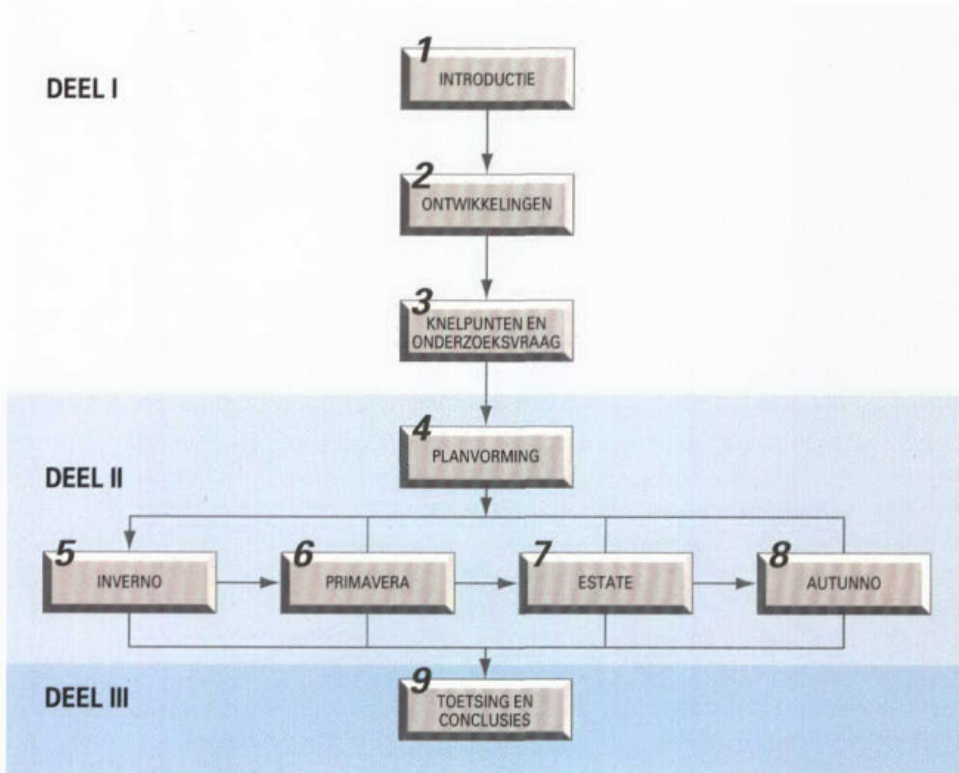 DEEL I
1
INTRODUCTIE
2
ONTWIKKELINGEN
3
KNELPUNTEN EN
ONDERZOEKSVRAAG
DEEL II
4
PLANVORMING
5
INVERNO
6
PRIMAVERA
7
ESTATE
8
AUTUNNO
DEEL III
9
TOETSING EN
CONCLUSIES